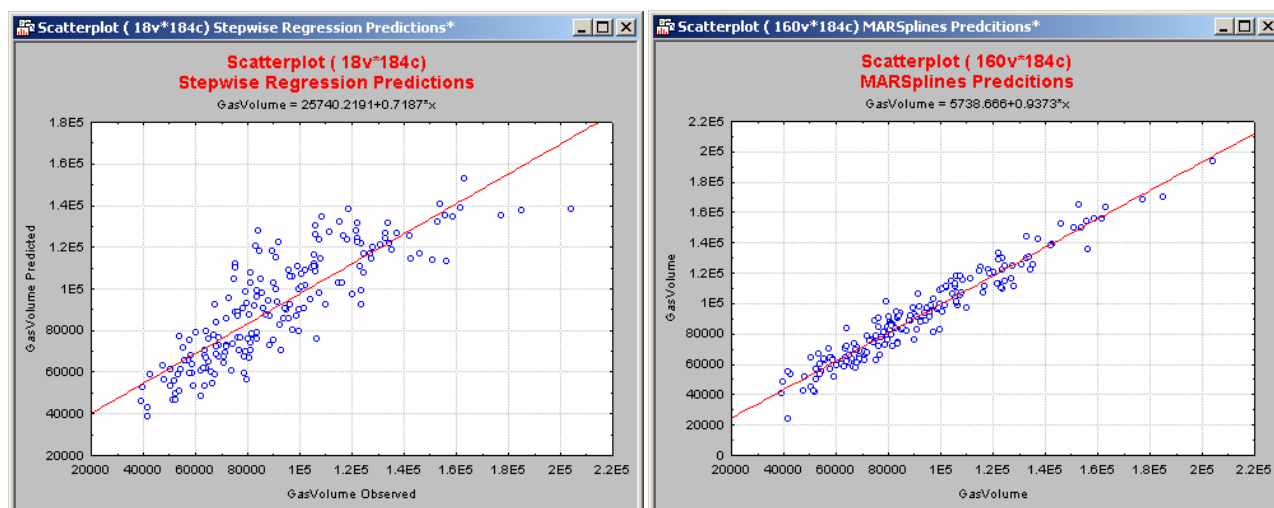 Scatterplot ( 18v*184c) Stepwise Regression Predictions*
Scatterplot ( 18v*184c)
Stepwise Regression Predictions
GasVolume = 25740.2191+0.7187*x
1.8E5
1.6E5
1.4E5
1.2E5
1E5
80000
60000
40000
20000
GasVolume Predicted
20000 40000 60000 80000 1E5 1.2E5 1.4E5 1.6E5 1.8E5 2E5 2.2E5
GasVolume Observed
Scatterplot ( 160v*184c) MARSplines Predcitions*
Scatterplot ( 160v*184c)
MARSplines Predcitions
GasVolume = 5738.666+0.9373*x
2.2E5
2E5
1.8E5
1.6E5
1.4E5
1.2E5
1E5
80000
60000
40000
20000
0
GasVolume
20000 40000 60000 80000 1E5 1.2E5 1.4E5 1.6E5 1.8E5 2E5 2.2E5
GasVolume